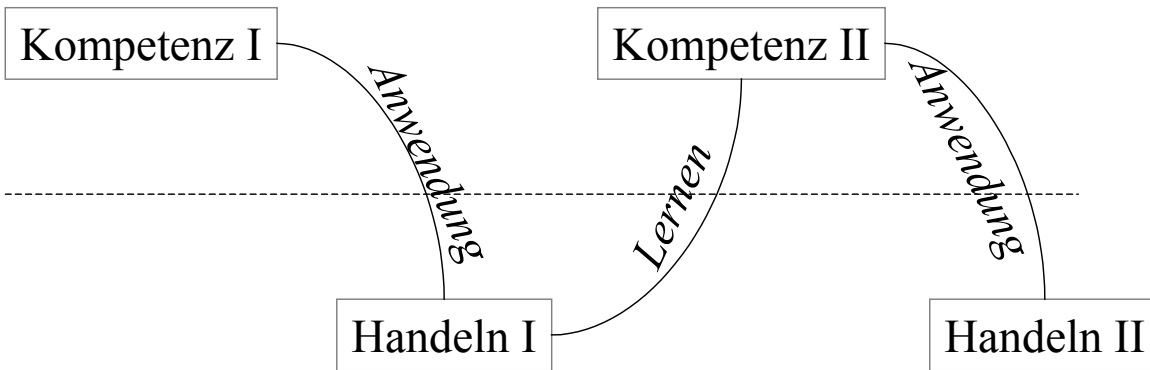 Kompetenz I
Kompetenz II
Anwendung
Lernen
Anwendung
Handeln I
Handeln II